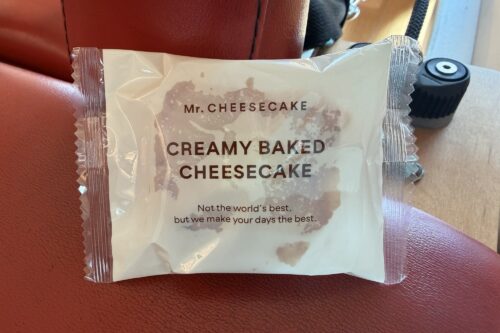 Mr. CHEESECAKE
CREAMY BAKED
CHEESECAKE
Not the world's best,
but we make your days the best.